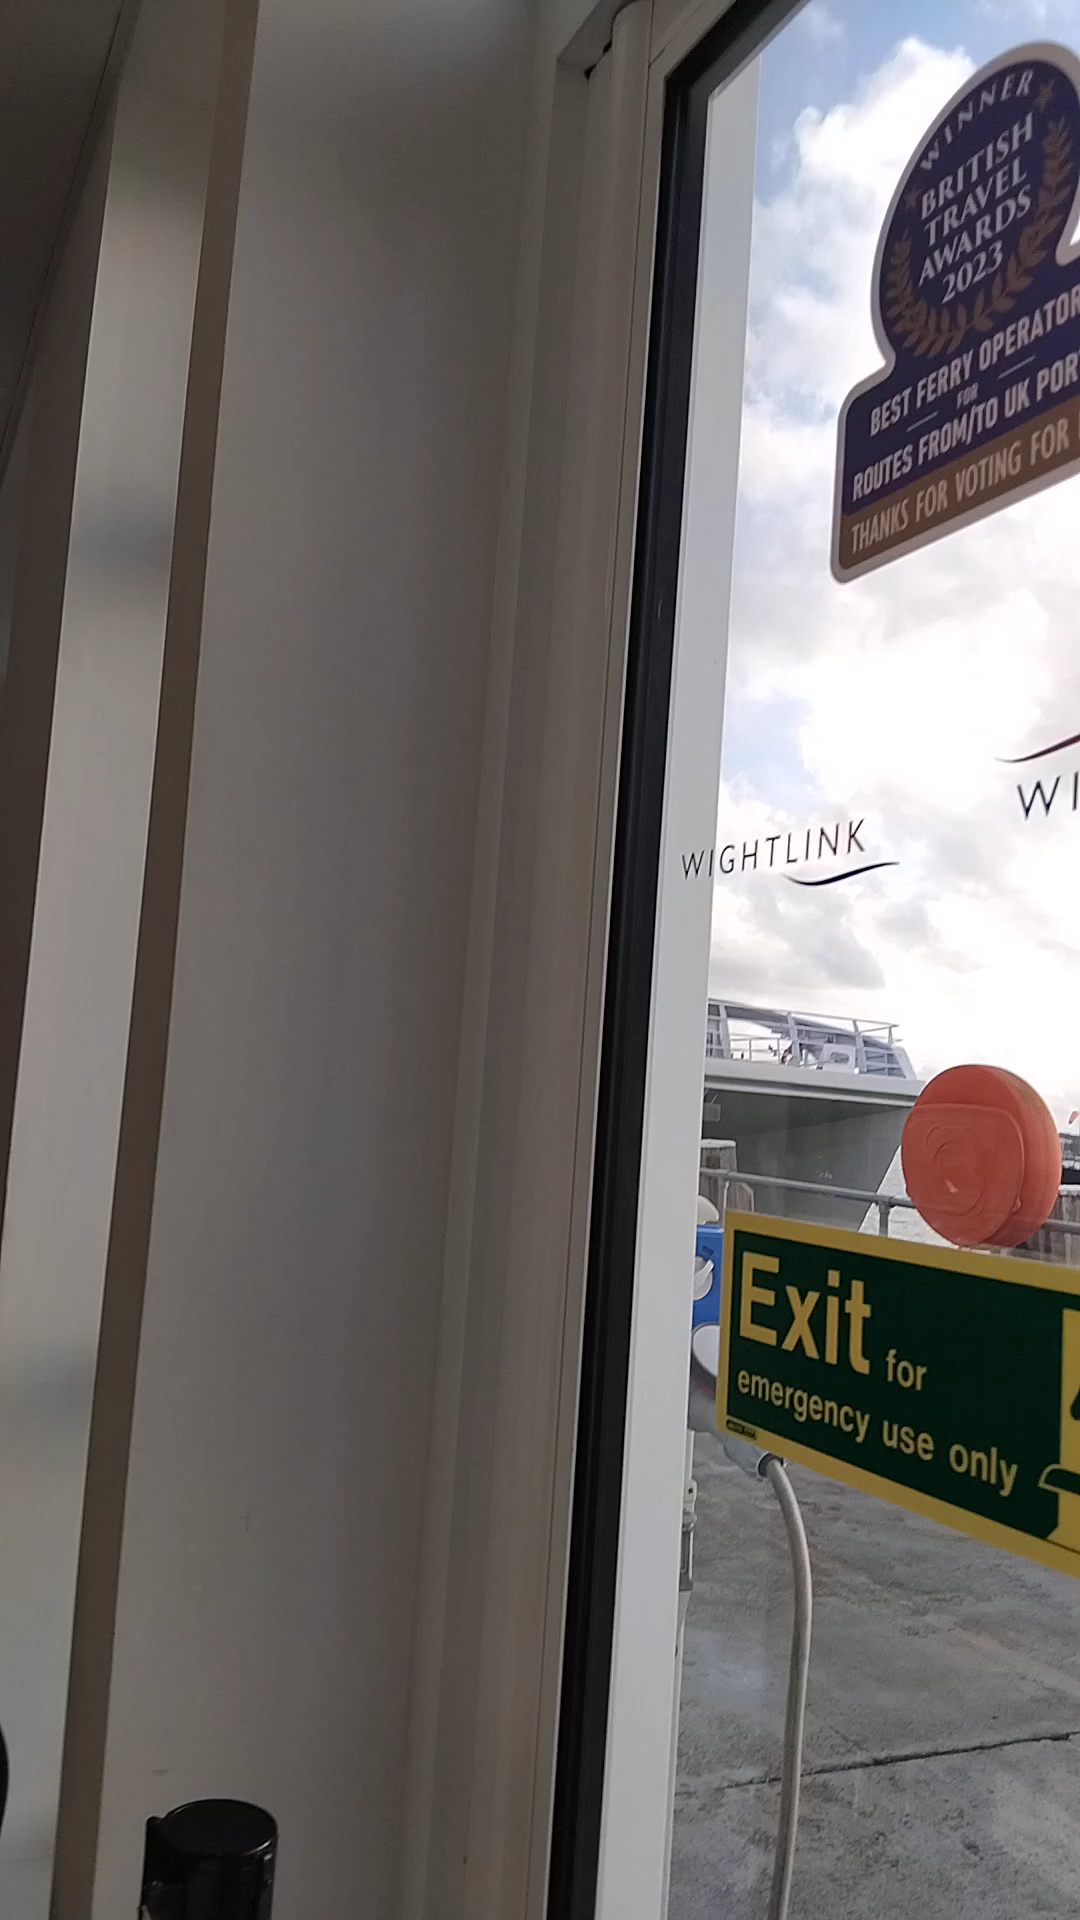 WINNER
BRITISH
TRAVEL
AWARDS
2023
BEST FERRY OPERATOR
FOR
ROUTES FROM/TO UK POR
THANKS FOR VOTING FOR
WI
WIGHTLINK
Exit for
emergency use only